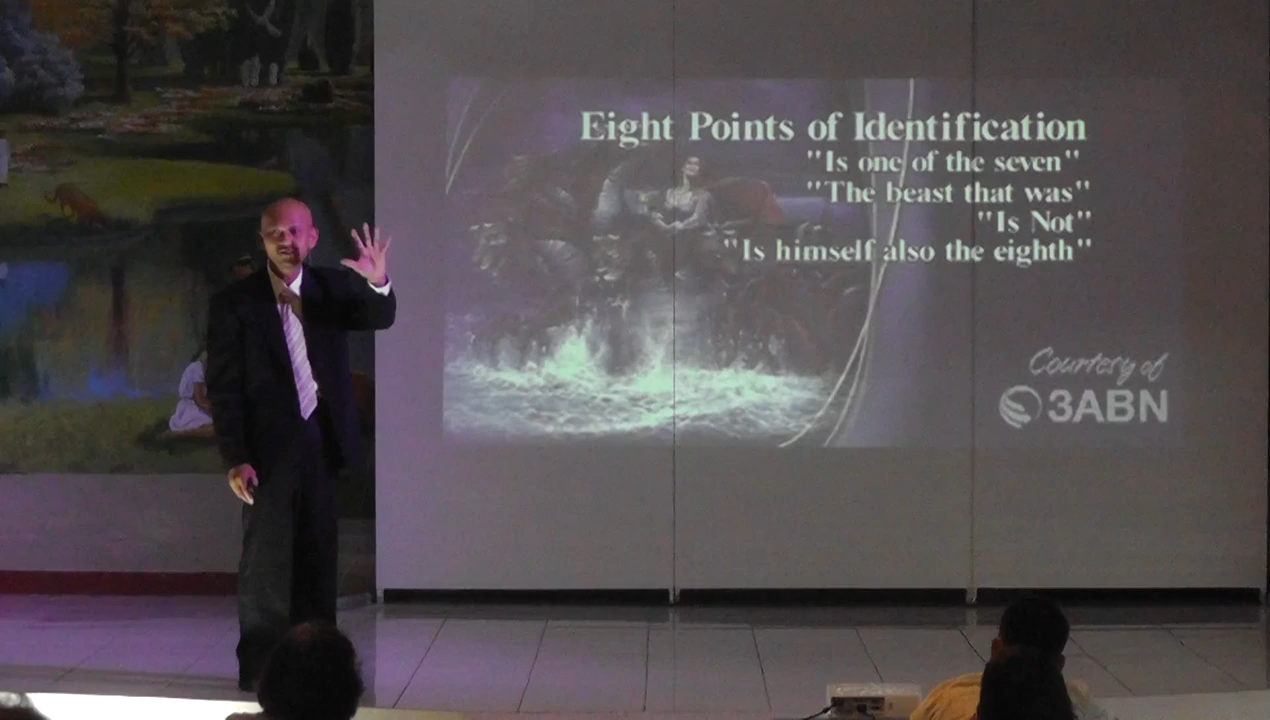 Eight Points of Identification
"Is one of the seven"
"The beast that was"
"Is Not"
"Is himself also the eighth"
Courtesy of
3ABN